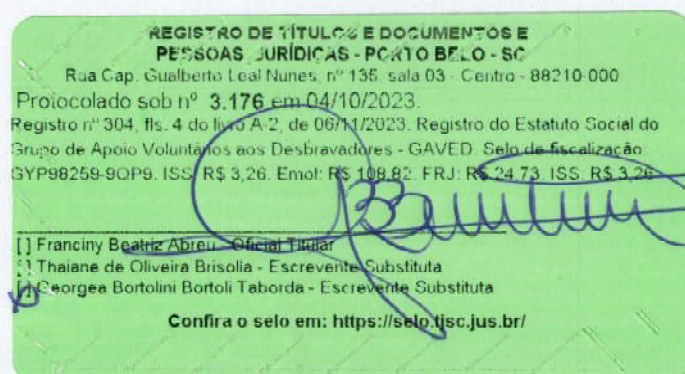 REGISTRO DE TÍTULOS E DOCUMENTOS E
PESSOAS JURÍDICAS - PORTO BELO - SC
Rua Cap. Gualberto Leal Nunes, nº 135, sala 03 - Centro - 88210-000
Protocolado sob nº 3.176 em 04/10/2023.
Registro nº 304, fls. 4 do livro A-2, de 06/11/2023. Registro do Estatuto Social do
Grupo de Apoio Voluntários aos Desbravadores - GAVED. Selo de fiscalização
GYP98259-9OP9. ISS: R$ 3,26. Emol: R$ 108,82. FRJ: R$ 24,73. ISS: R$ 3,26
[ ] Franciny Beatriz Abreu - Oficial Titular
[ ] Thaiane de Oliveira Brisolla - Escrevente Substituta
[ ] Georgea Bortolini Bortoli Taborda - Escrevente Substituta
Confira o selo em: https://selo.tjsc.jus.br/